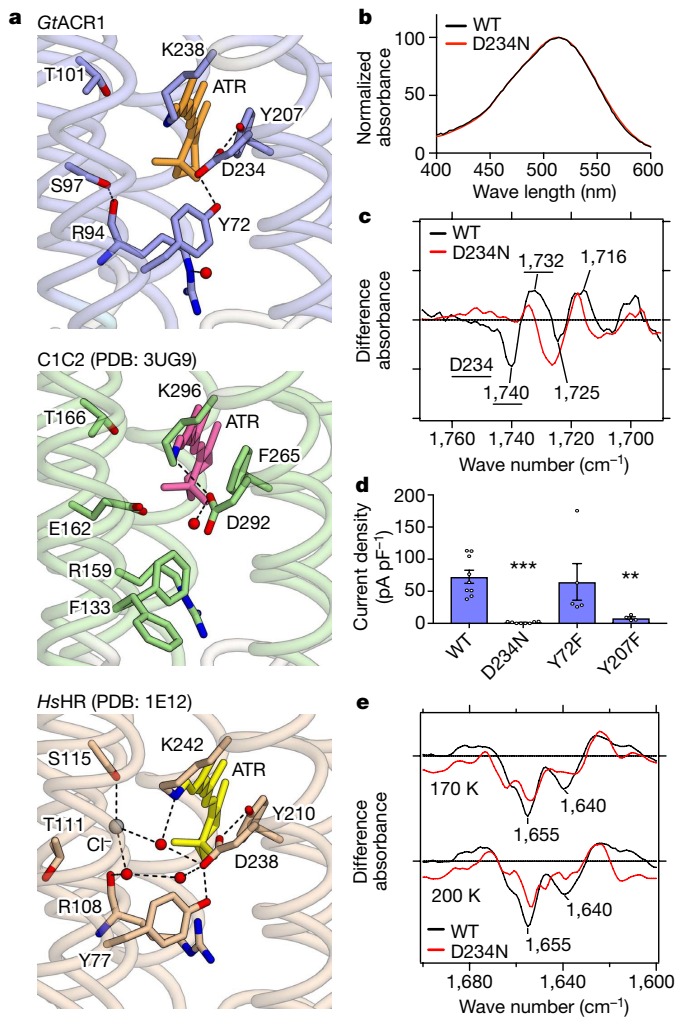 a
GtACR1
K238
T101
ATR
Y207
S97
D234
R94
Y72
C1C2 (PDB: 3UG9)
K296
T166
ATR
F265
E162
D292
R159
F133
HsHR (PDB: 1E12)
K242
S115
ATR
T111
Cl–
Y210
D238
R108
Y77
b
WT
D234N
Normalized
absorbance
100
50
0
400 450 500 550 600
Wave length (nm)
c
WT
D234N
1,732
1,716
Difference
absorbance
D234
1,740
1,725
1,760 1,740 1,720 1,700
Wave number (cm–1)
d
Current density
(pA pF–1)
200
150
100
50
0
***
**
WT
D234N
Y72F
Y207F
e
Difference
absorbance
170 K
1,640
1,655
200 K
1,640
WT
D234N
1,655
1,680 1,640 1,600
Wave number (cm–1)